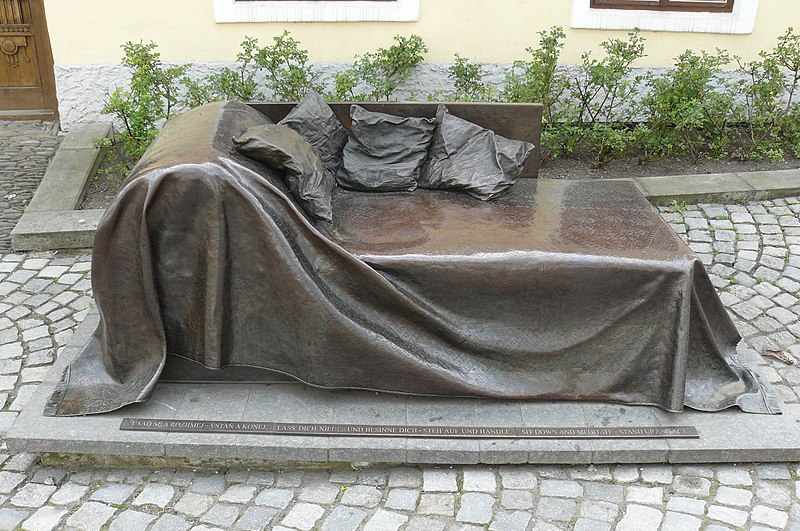 USAĎ SE A ROZJÍMEJ - VSTAŇ A KONEJ LASS DICH NIEDER UND BESINNE DICH - STEH AUF UND HANDLE SIT DOWN AND MEDITATE - STAND UP AND ACT